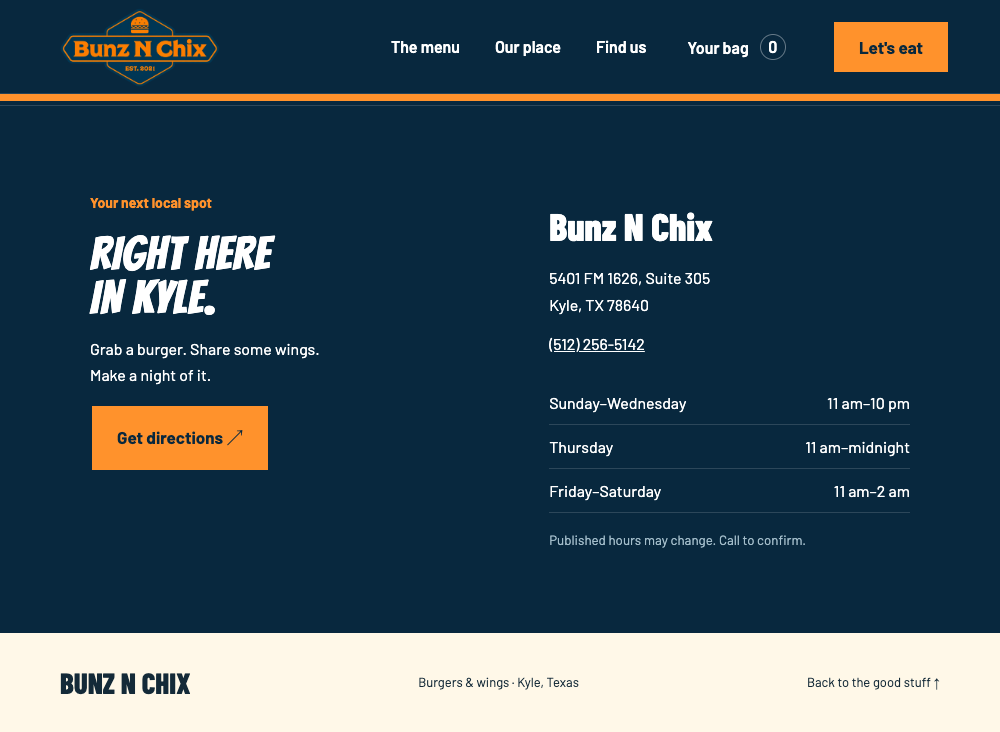 Bunz N Chix
The menu
Our place
Find us
Your bag 0
Let's eat
Your next local spot
RIGHT HERE
IN KYLE.
Grab a burger. Share some wings.
Make a night of it.
Get directions ↗
Bunz N Chix
5401 FM 1626, Suite 305
Kyle, TX 78640
(512) 256-5142
Sunday–Wednesday 11 am–10 pm
Thursday 11 am–midnight
Friday–Saturday 11 am–2 am
Published hours may change. Call to confirm.
BUNZ N CHIX
Burgers & wings · Kyle, Texas
Back to the good stuff ↑